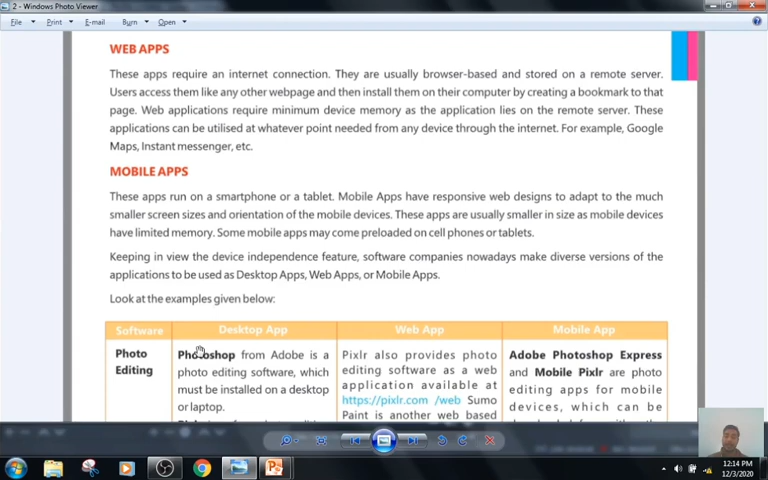 2 - Windows Photo Viewer
File Print E-mail Burn Open
WEB APPS
These apps require an internet connection. They are usually browser-based and stored on a remote server.
Users access them like any other webpage and then install them on their computer by creating a bookmark to that
page. Web applications require minimum device memory as the application lies on the remote server. These
applications can be utilised at whatever point needed from any device through the internet. For example, Google
Maps, Instant messenger, etc.
MOBILE APPS
These apps run on a smartphone or a tablet. Mobile Apps have responsive web designs to adapt to the much
smaller screen sizes and orientation of the mobile devices. These apps are usually smaller in size as mobile devices
have limited memory. Some mobile apps may come preloaded on cell phones or tablets.
Keeping in view the device independence feature, software companies nowadays make diverse versions of the
applications to be used as Desktop Apps, Web Apps, or Mobile Apps.
Look at the examples given below:
Software Desktop App Web App Mobile App
Photo
Editing
Photoshop from Adobe is a
photo editing software, which
must be installed on a desktop
or laptop.
Pixlr also provides photo
editing software as a web
application available at
https://pixlr.com /web Sumo
Paint is another web based
Adobe Photoshop Express
and Mobile Pixlr are photo
editing apps for mobile
devices, which can be
12:14 PM
12/3/2020